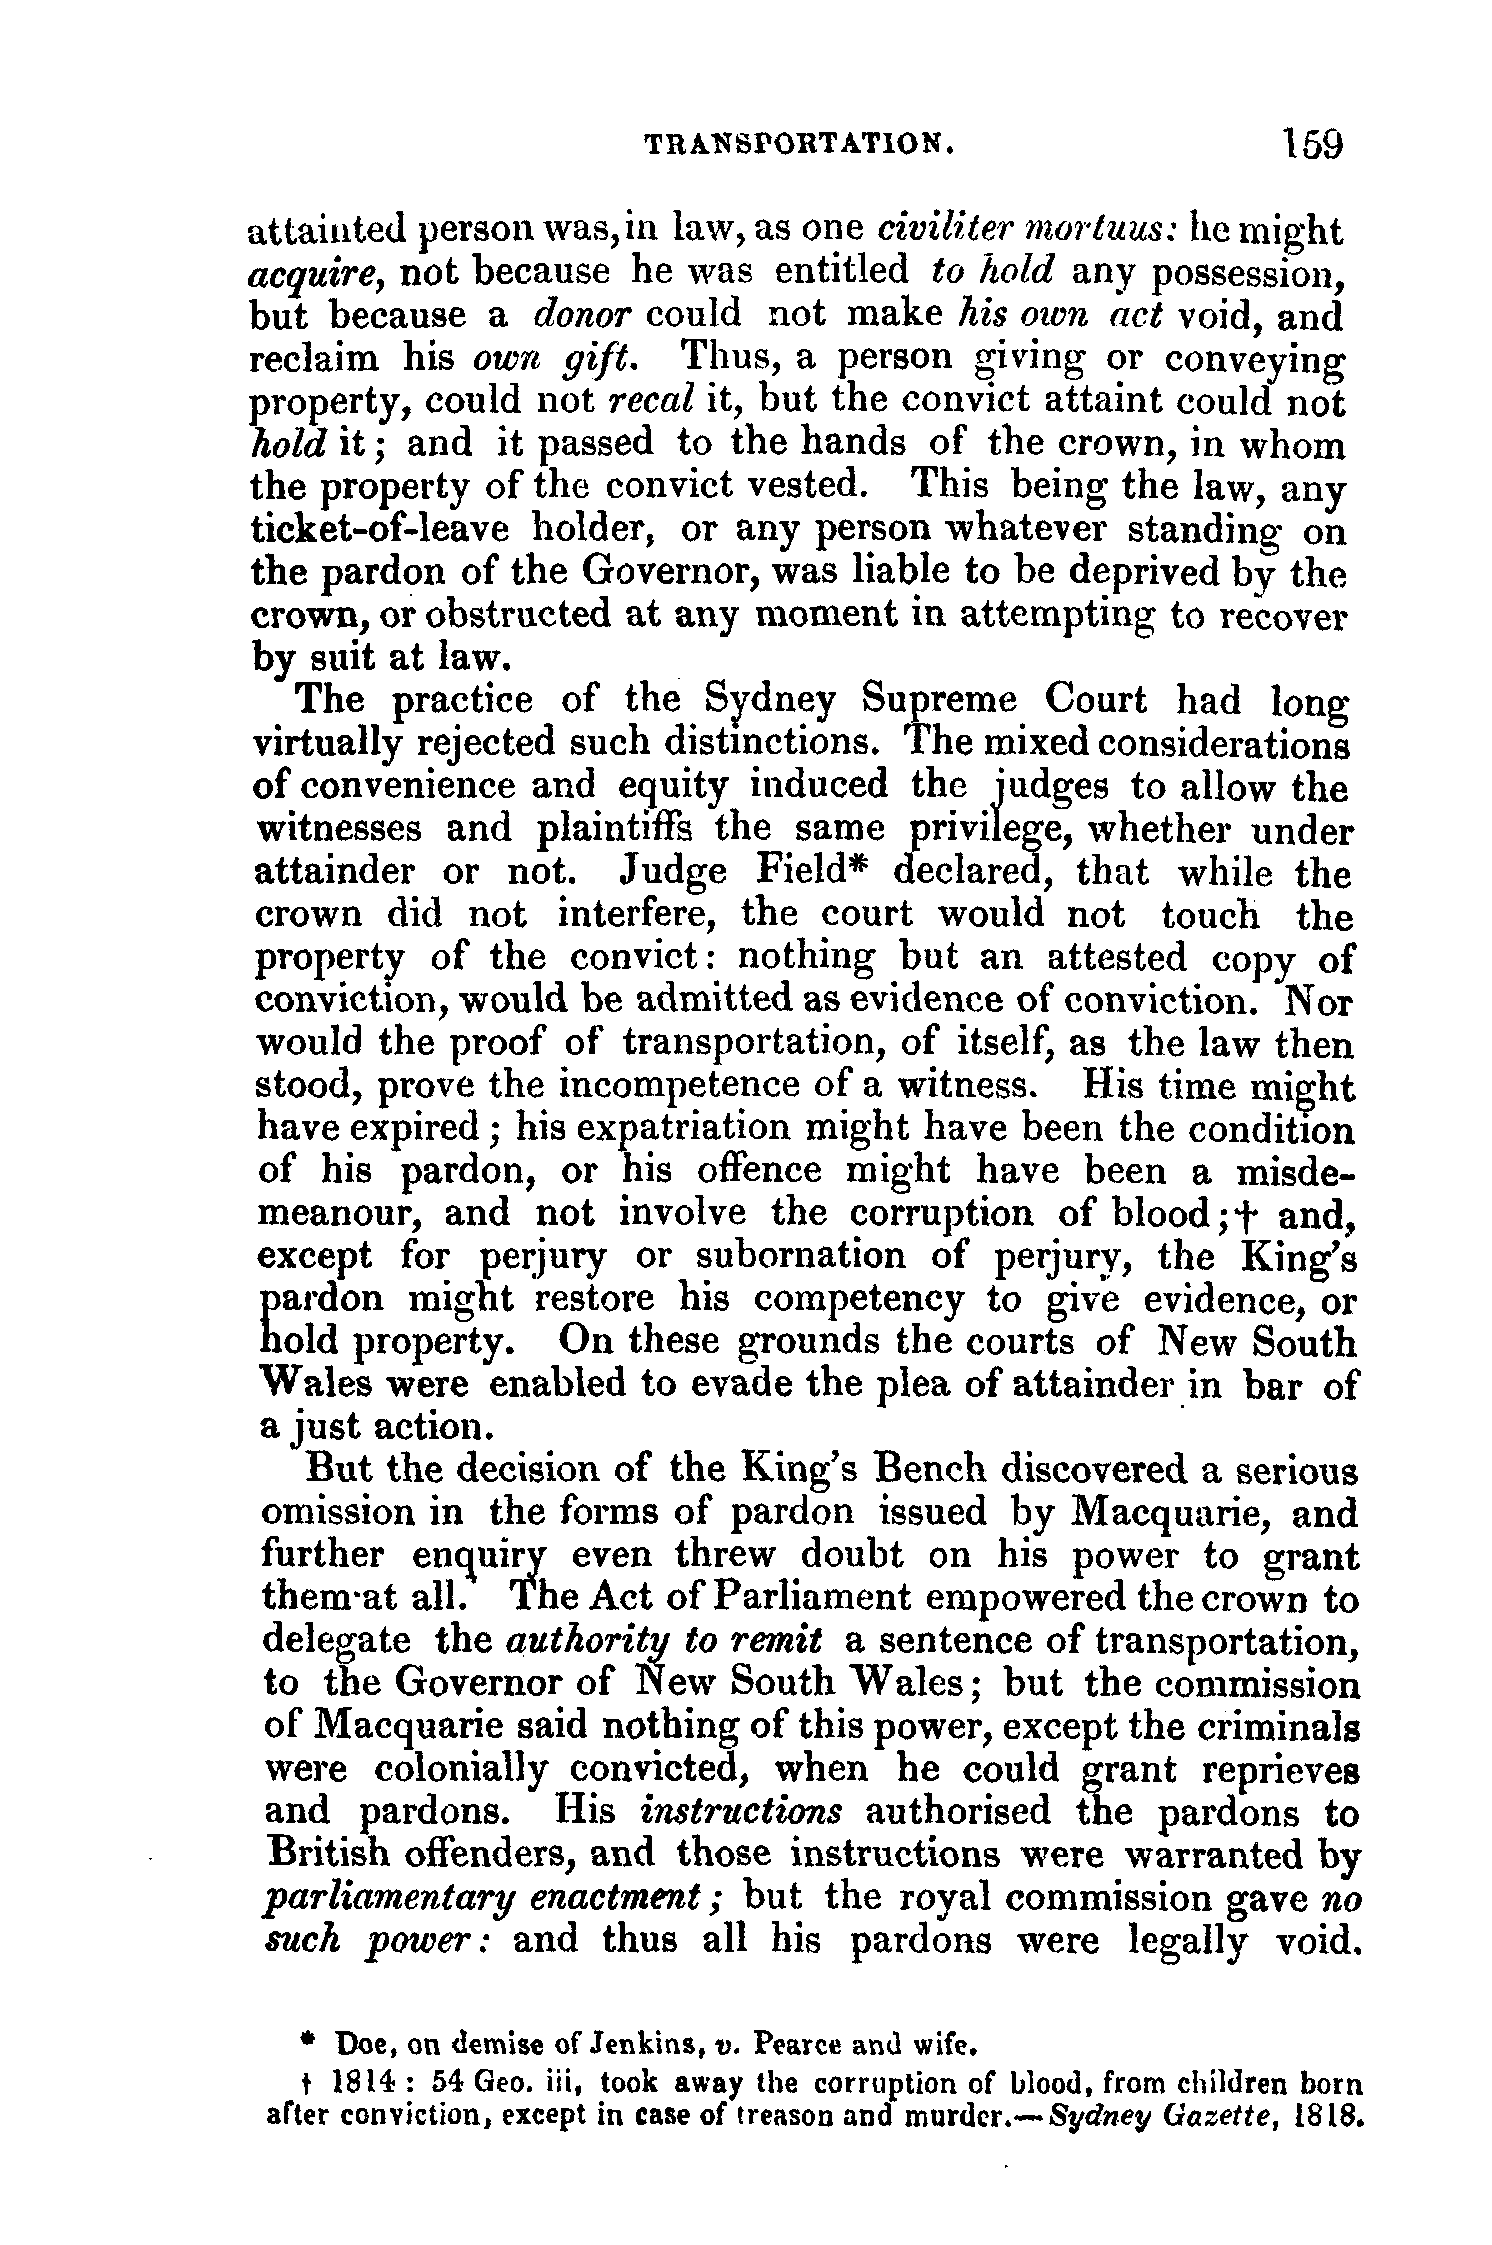 TRANSPORTATION. 159
attainted person was, in law, as one civiliter mortuus: he might
acquire, not because he was entitled to hold any possession,
but because a donor could not make his own act void, and
reclaim his own gift. Thus, a person giving or conveying
property, could not recal it, but the convict attaint could not
hold it; and it passed to the hands of the crown, in whom
the property of the convict vested. This being the law, any
ticket-of-leave holder, or any person whatever standing on
the pardon of the Governor, was liable to be deprived by the
crown, or obstructed at any moment in attempting to recover
by suit at law.
The practice of the Sydney Supreme Court had long
virtually rejected such distinctions. The mixed considerations
of convenience and equity induced the judges to allow the
witnesses and plaintiffs the same privilege, whether under
attainder or not. Judge Field* declared, that while the
crown did not interfere, the court would not touch the
property of the convict: nothing but an attested copy of
conviction, would be admitted as evidence of conviction. Nor
would the proof of transportation, of itself, as the law then
stood, prove the incompetence of a witness. His time might
have expired; his expatriation might have been the condition
of his pardon, or his offence might have been a misde-
meanour, and not involve the corruption of blood;† and,
except for perjury or subornation of perjury, the King's
pardon might restore his competency to give evidence, or
hold property. On these grounds the courts of New South
Wales were enabled to evade the plea of attainder in bar of
a just action.
But the decision of the King's Bench discovered a serious
omission in the forms of pardon issued by Macquarie, and
further enquiry even threw doubt on his power to grant
them at all. The Act of Parliament empowered the crown to
delegate the authority to remit a sentence of transportation,
to the Governor of New South Wales; but the commission
of Macquarie said nothing of this power, except the criminals
were colonially convicted, when he could grant reprieves
and pardons. His instructions authorised the pardons to
British offenders, and those instructions were warranted by
parliamentary enactment; but the royal commission gave no
such power: and thus all his pardons were legally void.
* Doe, on demise of Jenkins, v. Pearce and wife.
† 1814: 54 Geo. iii, took away the corruption of blood, from children born
after conviction, except in case of treason and murder.—Sydney Gazette, 1818.